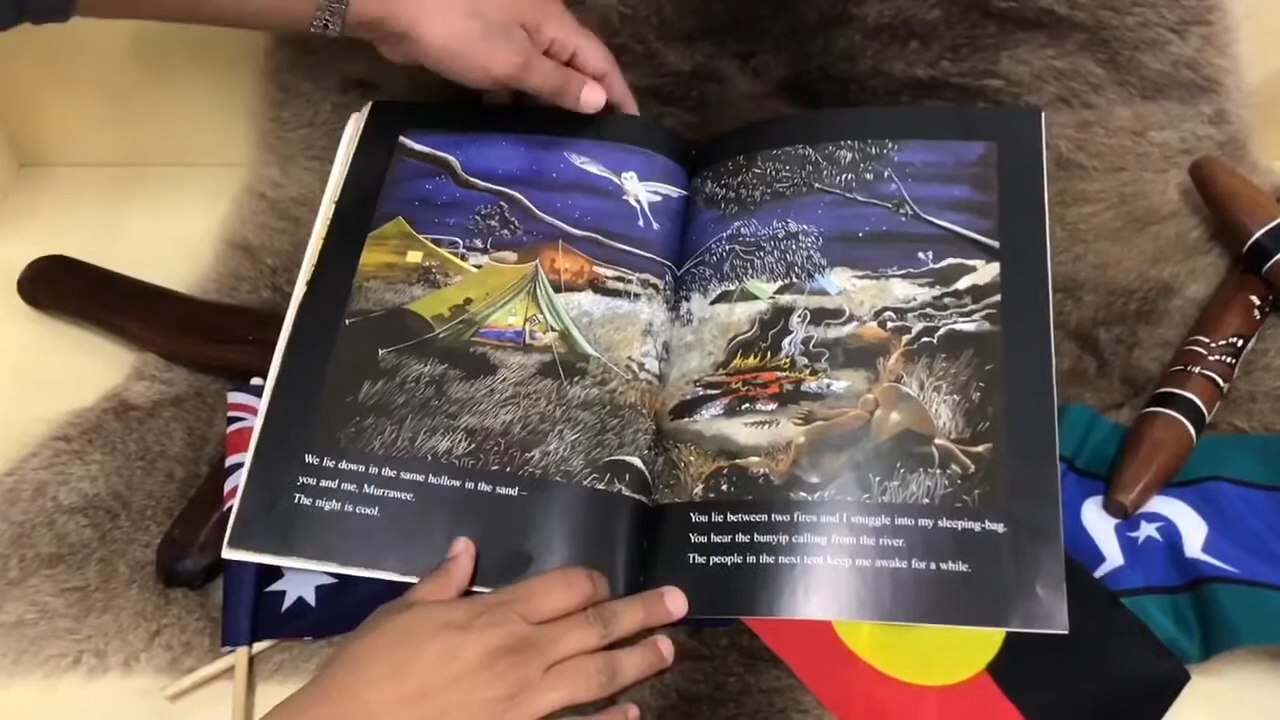 We lie down in the same hollow in the sand –
you and me, Murrawee.
The night is cool.
You lie between two fires and I snuggle into my sleeping-bag.
You hear the bunyip calling from the river.
The people in the next tent keep me awake for a while.